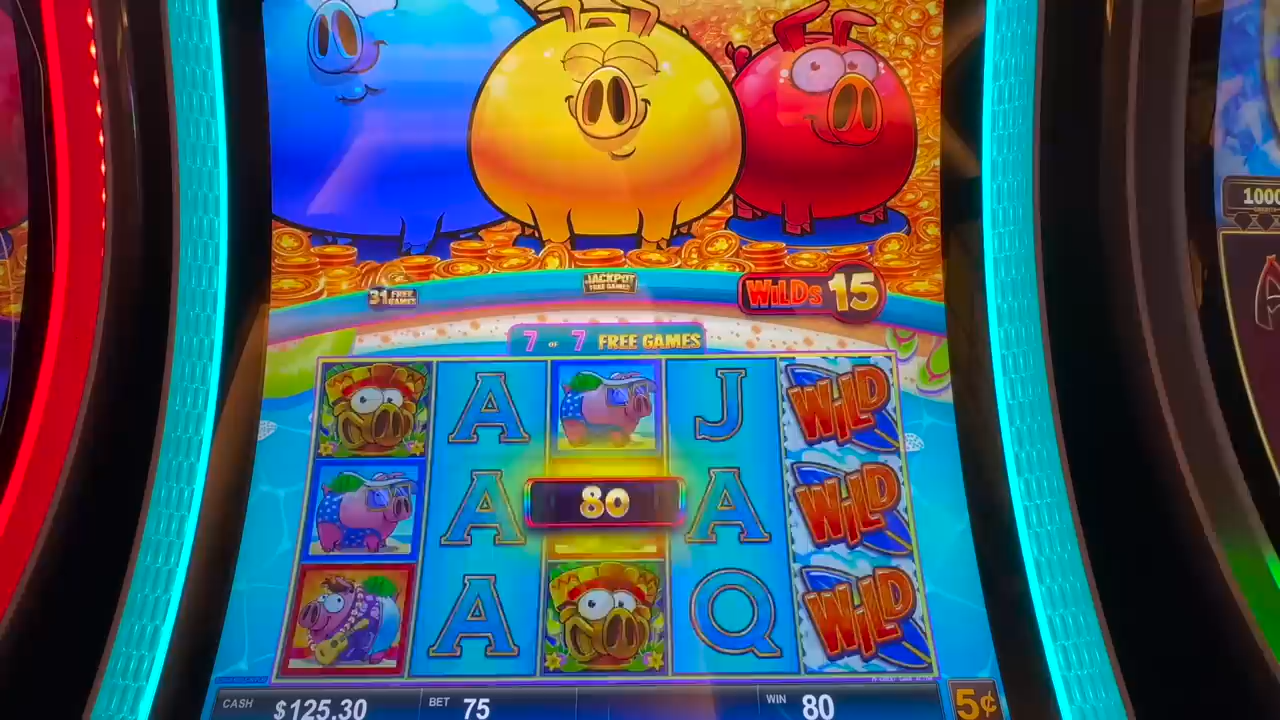 1000
31 FREE GAMES
JACKPOT
FREE GAMES
WILDS 15
7 OF 7 FREE GAMES
A
J
WILD
A
80
A
WILD
A
Q
WILD
CASH $125.30
BET 75
WIN 80
5¢